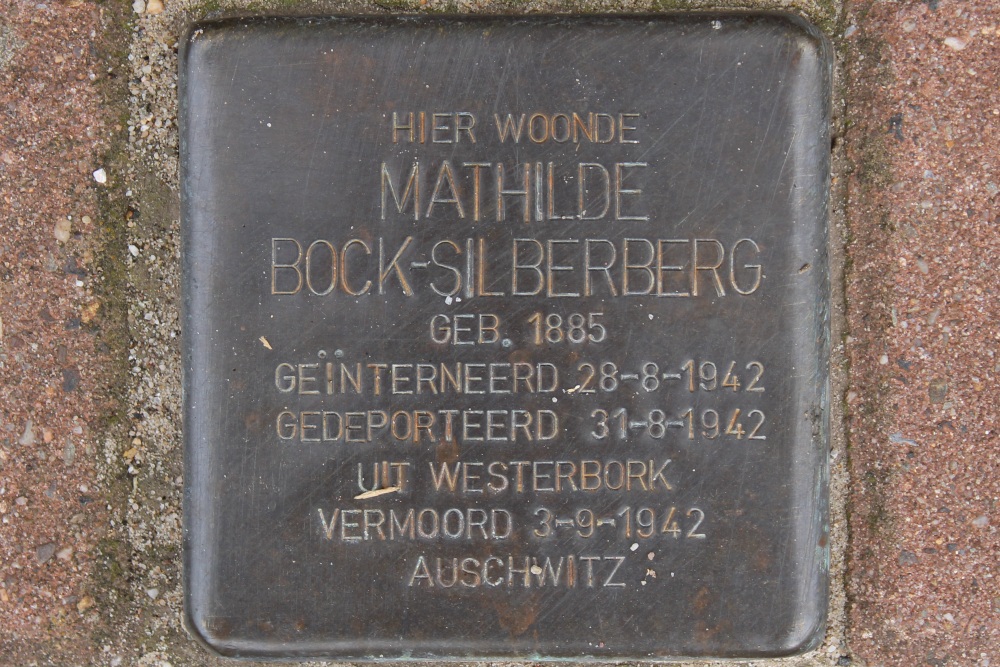 HIER WOONDE
MATHILDE
BOCK-SILBERBERG
GEB. 1885
GEÏNTERNEERD 28-8-1942
GEDEPORTEERD 31-8-1942
UIT WESTERBORK
VERMOORD 3-9-1942
AUSCHWITZ